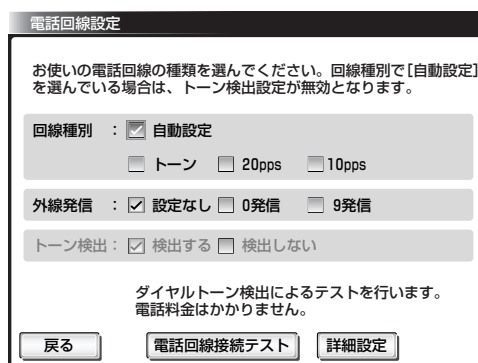 電話回線設定
お使いの電話回線の種類を選んでください。回線種別で[自動設定]
を選んでいる場合は、トーン検出設定が無効となります。
回線種別 : 自動設定
トーン 20pps 10pps
外線発信 : 設定なし 0発信 9発信
トーン検出 : 検出する 検出しない
ダイヤルトーン検出によるテストを行います。
電話料金はかかりません。
戻る 電話回線接続テスト 詳細設定